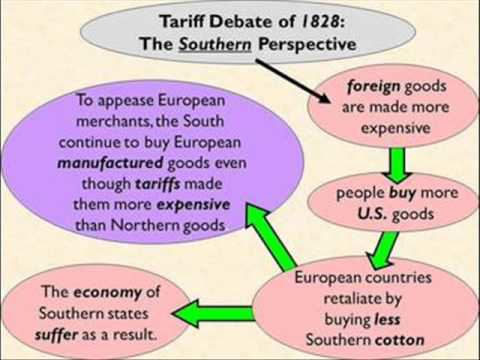 Tariff Debate of 1828:
The Southern Perspective
foreign goods
are made more
expensive
people buy more
U.S. goods
European countries
retaliate by
buying less
Southern cotton
To appease European
merchants, the South
continue to buy European
manufactured goods even
though tariffs made
them more expensive
than Northern goods
The economy of
Southern states
suffer as a result.